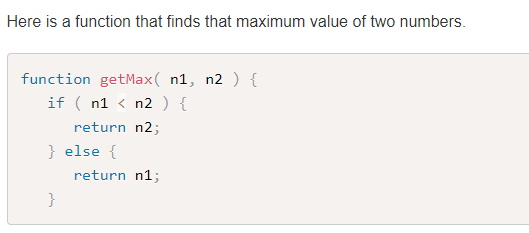 Here is a function that finds that maximum value of two numbers.
function getMax( n1, n2 ) {
if ( n1 < n2 ) {
return n2;
} else {
return n1;
}